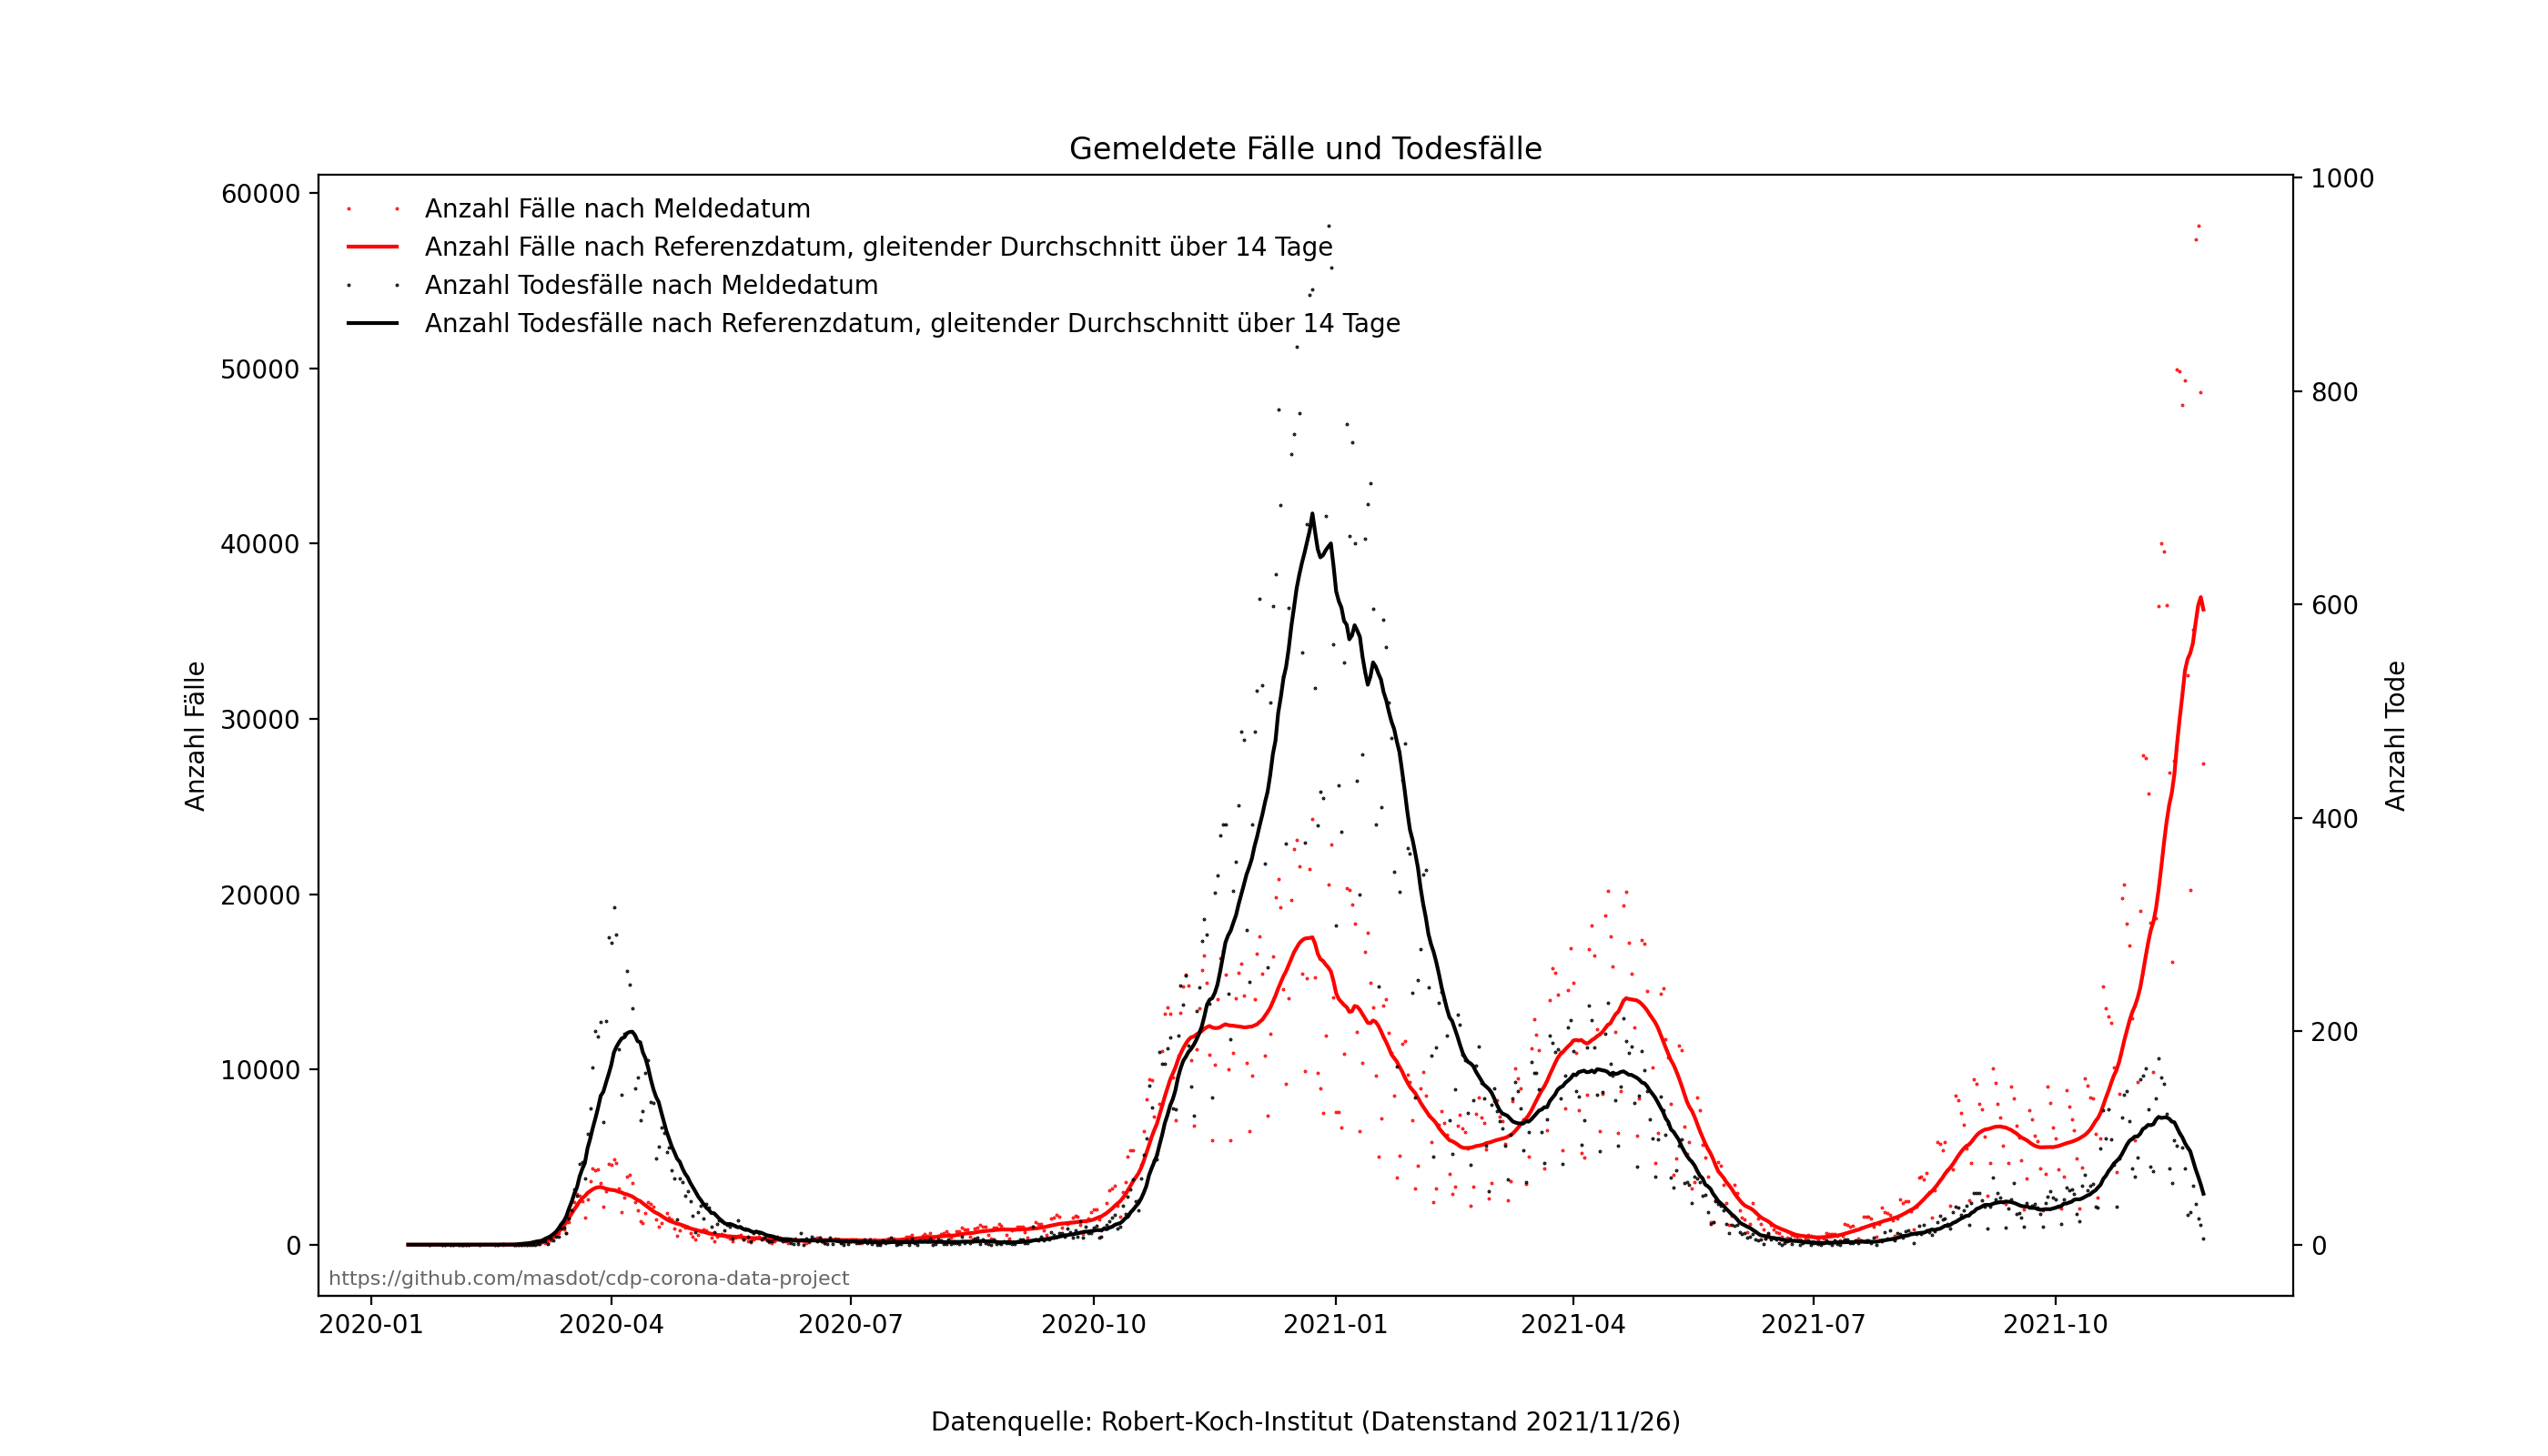 Gemeldete Fälle und Todesfälle
Anzahl Fälle nach Meldedatum
Anzahl Fälle nach Referenzdatum, gleitender Durchschnitt über 14 Tage
Anzahl Todesfälle nach Meldedatum
Anzahl Todesfälle nach Referenzdatum, gleitender Durchschnitt über 14 Tage
60000
50000
40000
30000
20000
10000
0
Anzahl Fälle
1000
800
600
400
200
0
Anzahl Tode
https://github.com/masdot/cdp-corona-data-project
2020-01 2020-04 2020-07 2020-10 2021-01 2021-04 2021-07 2021-10
Datenquelle: Robert-Koch-Institut (Datenstand 2021/11/26)